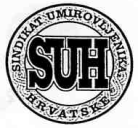 SINDIKAT UMIROVLJENIKA
SUH
HRVATSKE